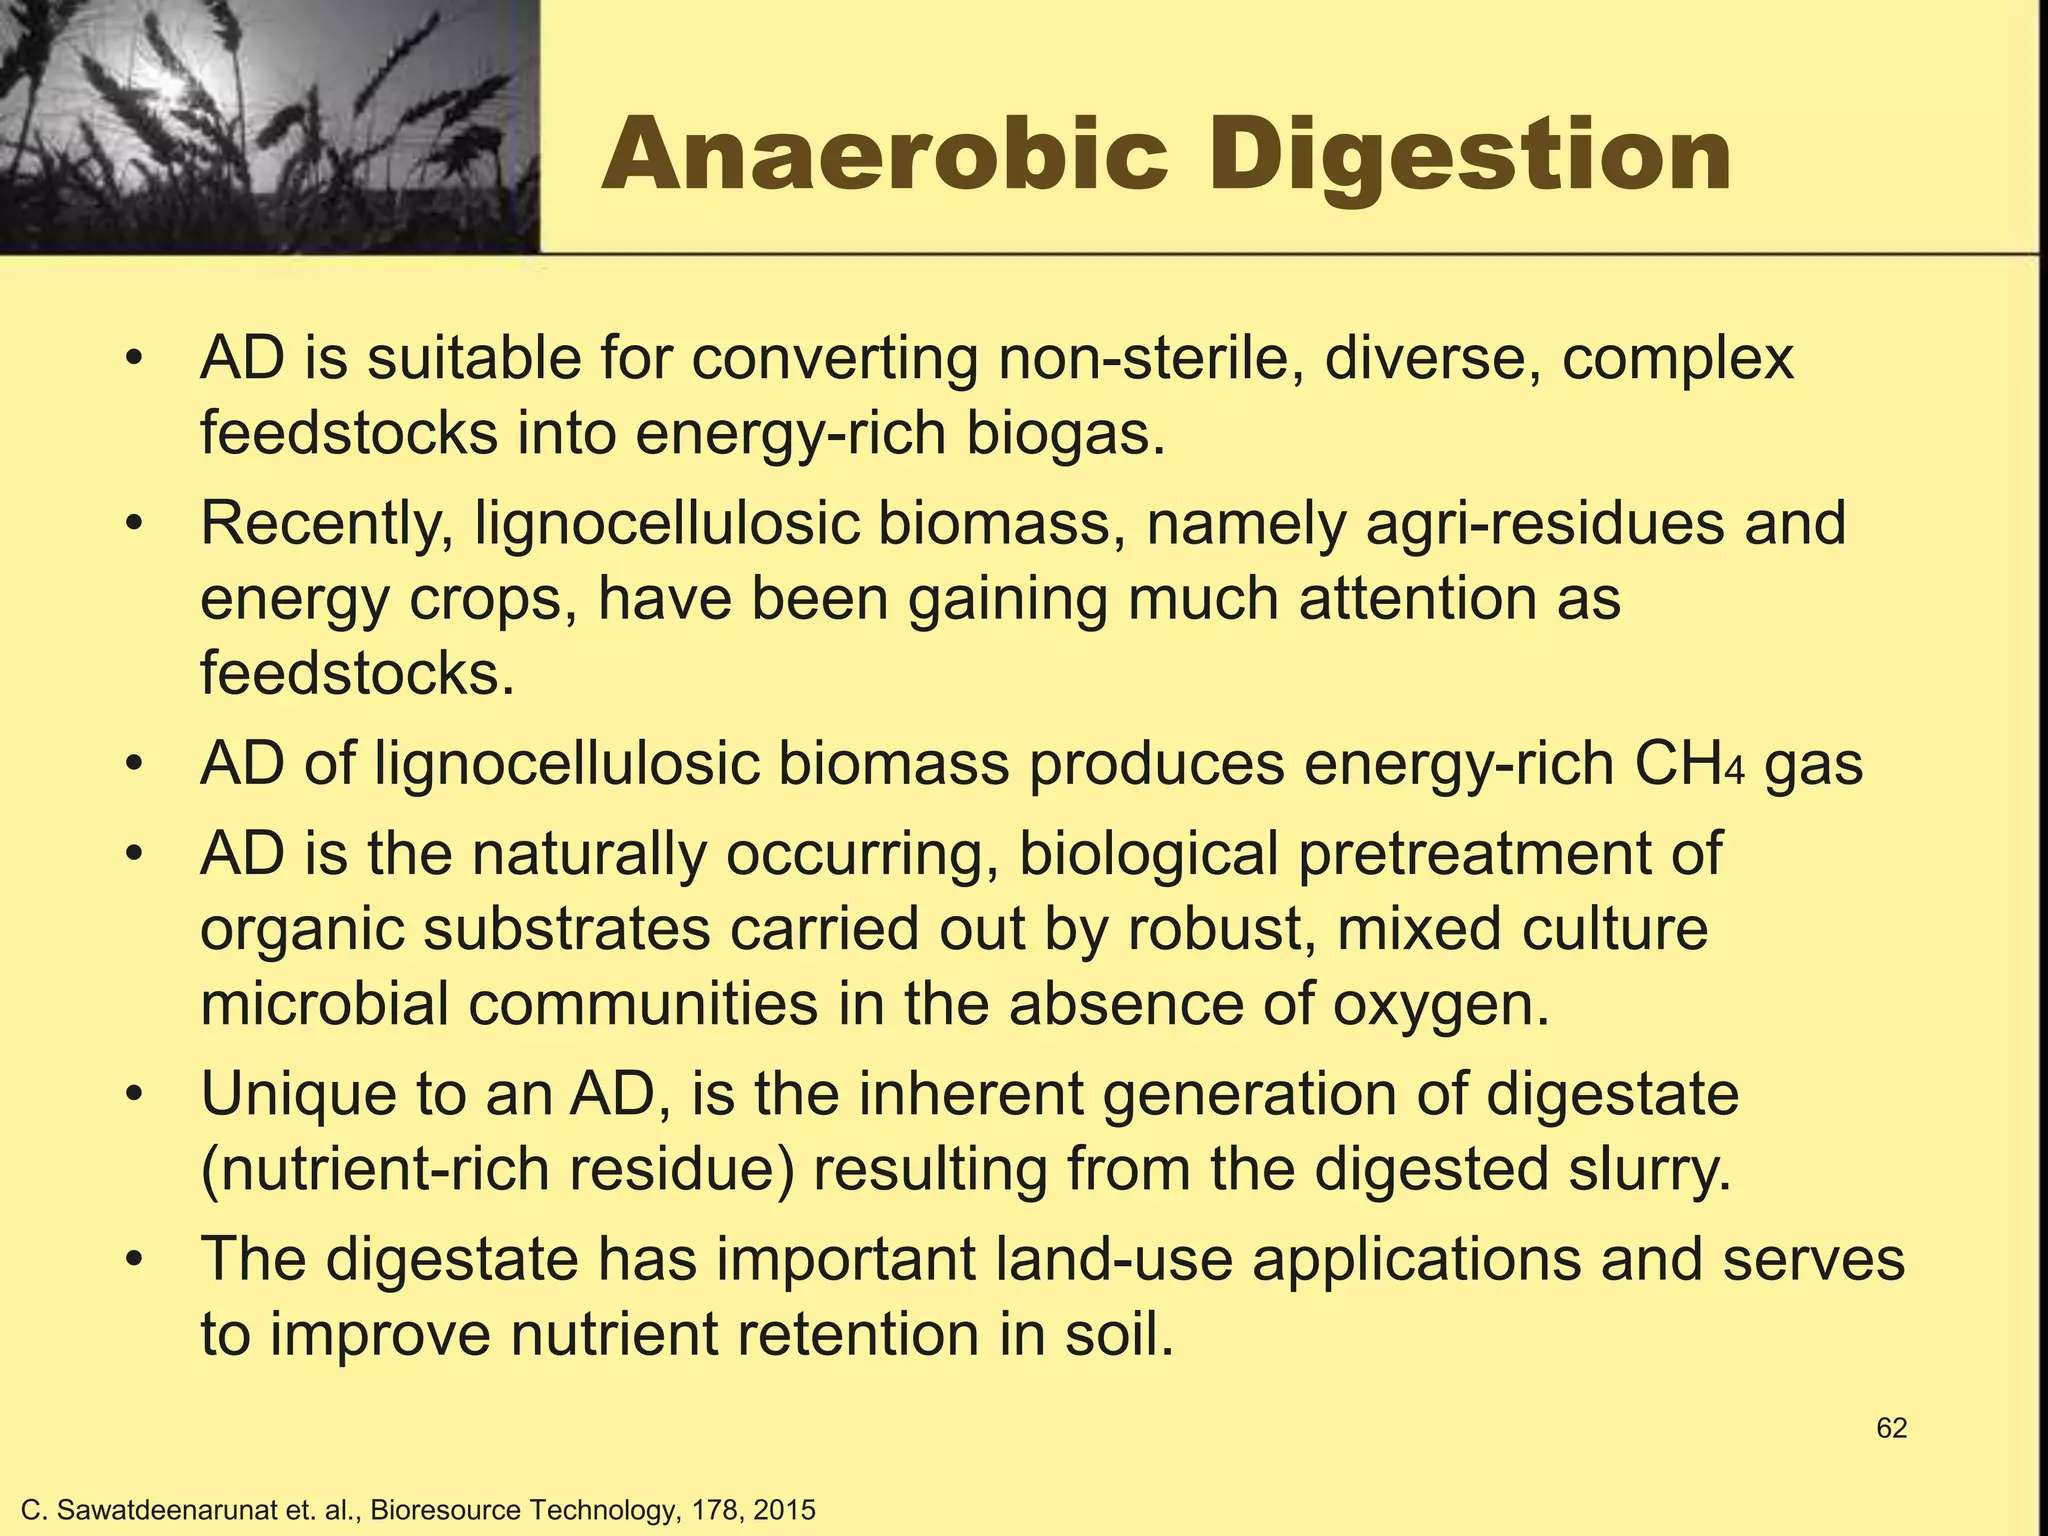 Anaerobic Digestion
• AD is suitable for converting non-sterile, diverse, complex
feedstocks into energy-rich biogas.
• Recently, lignocellulosic biomass, namely agri-residues and
energy crops, have been gaining much attention as
feedstocks.
• AD of lignocellulosic biomass produces energy-rich CH4 gas
• AD is the naturally occurring, biological pretreatment of
organic substrates carried out by robust, mixed culture
microbial communities in the absence of oxygen.
• Unique to an AD, is the inherent generation of digestate
(nutrient-rich residue) resulting from the digested slurry.
• The digestate has important land-use applications and serves
to improve nutrient retention in soil.
62
C. Sawatdeenarunat et. al., Bioresource Technology, 178, 2015